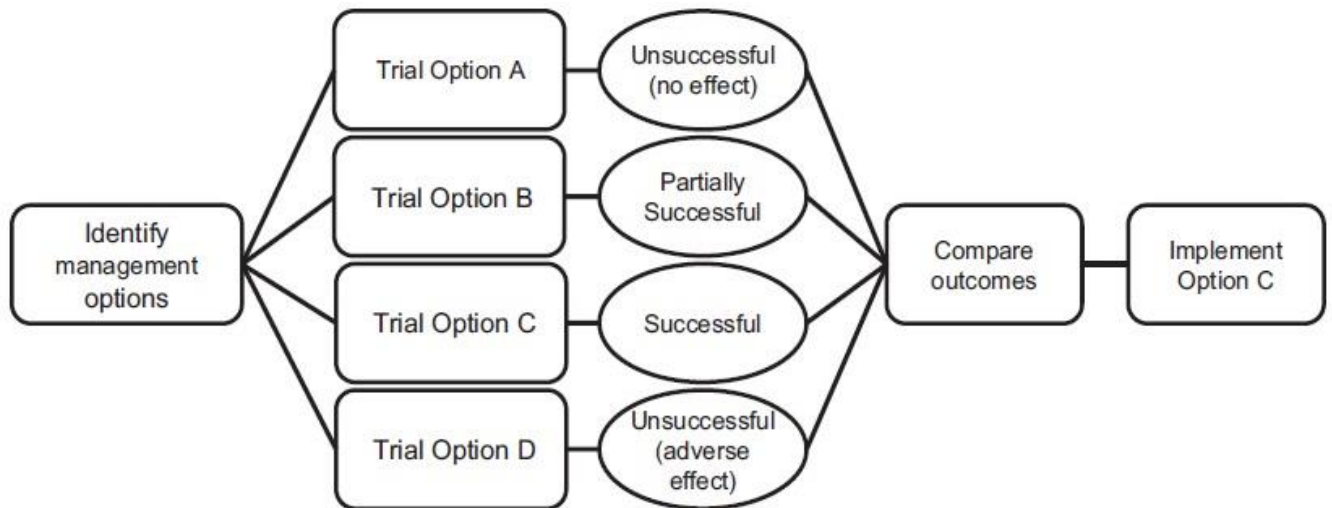 Identify
management
options
Trial Option A
Unsuccessful
(no effect)
Trial Option B
Partially
Successful
Trial Option C
Successful
Trial Option D
Unsuccessful
(adverse
effect)
Compare
outcomes
Implement
Option C